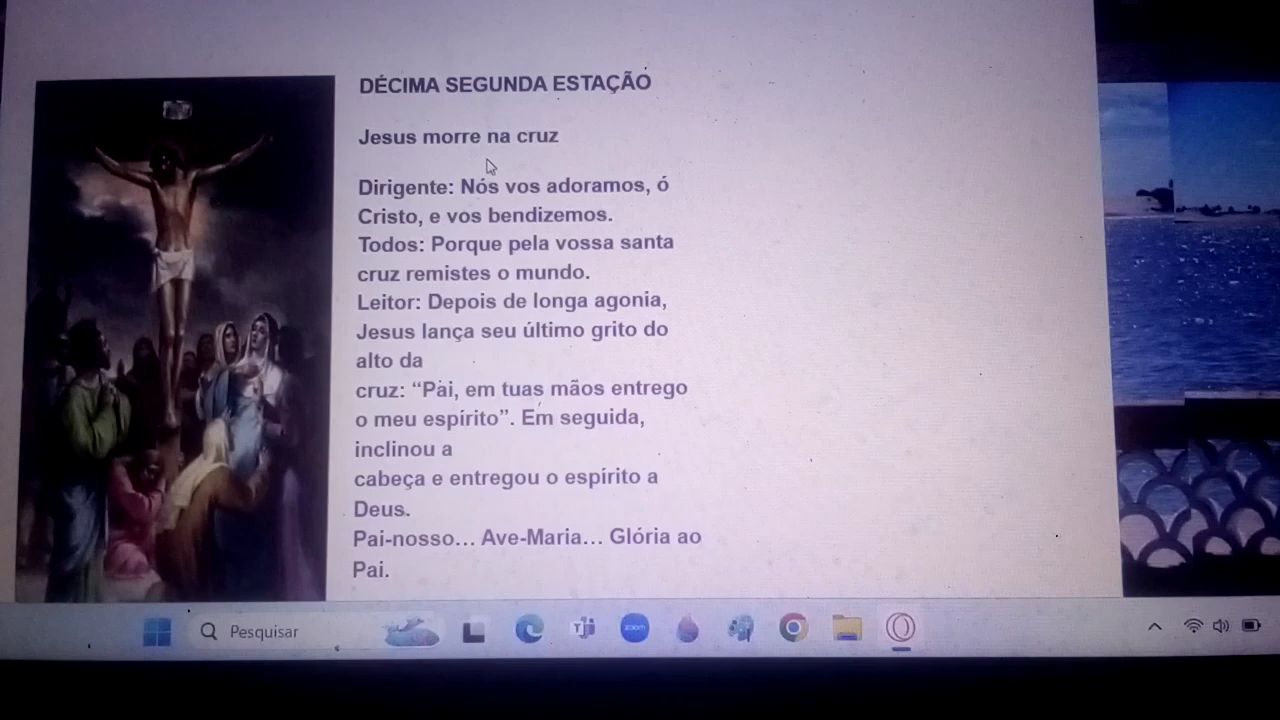 DÉCIMA SEGUNDA ESTAÇÃO
Jesus morre na cruz
Dirigente: Nós vos adoramos, ó
Cristo, e vos bendizemos.
Todos: Porque pela vossa santa
cruz remistes o mundo.
Leitor: Depois de longa agonia,
Jesus lança seu último grito do
alto da
cruz: “Pai, em tuas mãos entrego
o meu espírito”. Em seguida,
inclinou a
cabeça e entregou o espírito a
Deus.
Pai-nosso… Ave-Maria… Glória ao
Pai.
Pesquisar
zoom